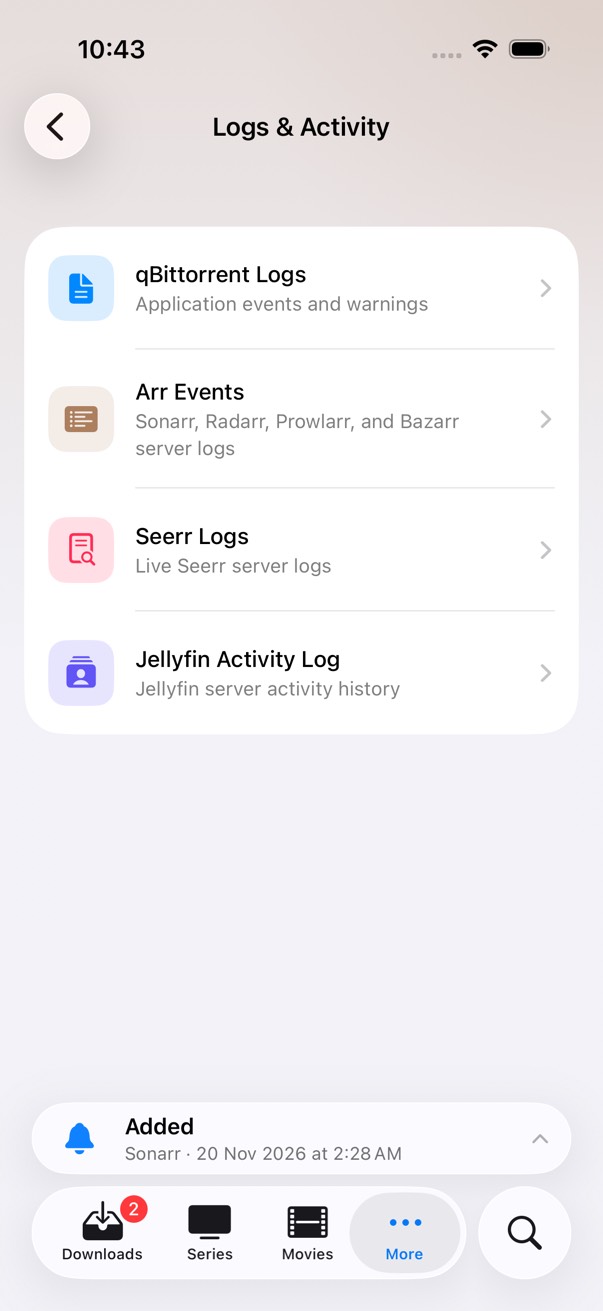 10:43
Logs & Activity
qBittorrent Logs
Application events and warnings
Arr Events
Sonarr, Radarr, Prowlarr, and Bazarr
server logs
Seerr Logs
Live Seerr server logs
Jellyfin Activity Log
Jellyfin server activity history
Added
Sonarr · 20 Nov 2026 at 2:28 AM
2
Downloads
Series
Movies
More